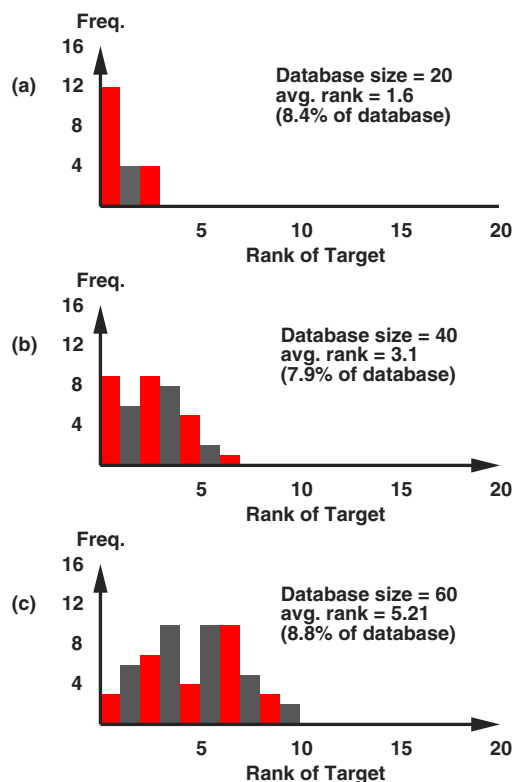 Freq.
16
12
8
4
(a)
Database size = 20
avg. rank = 1.6
(8.4% of database)
5
10
15
20
Rank of Target
Freq.
16
12
8
4
(b)
Database size = 40
avg. rank = 3.1
(7.9% of database)
5
10
15
20
Rank of Target
Freq.
16
12
8
4
(c)
Database size = 60
avg. rank = 5.21
(8.8% of database)
5
10
15
20
Rank of Target